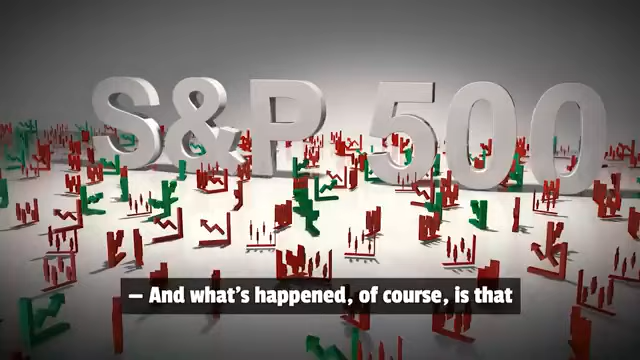 S&P 500
— And what's happened, of course, is that